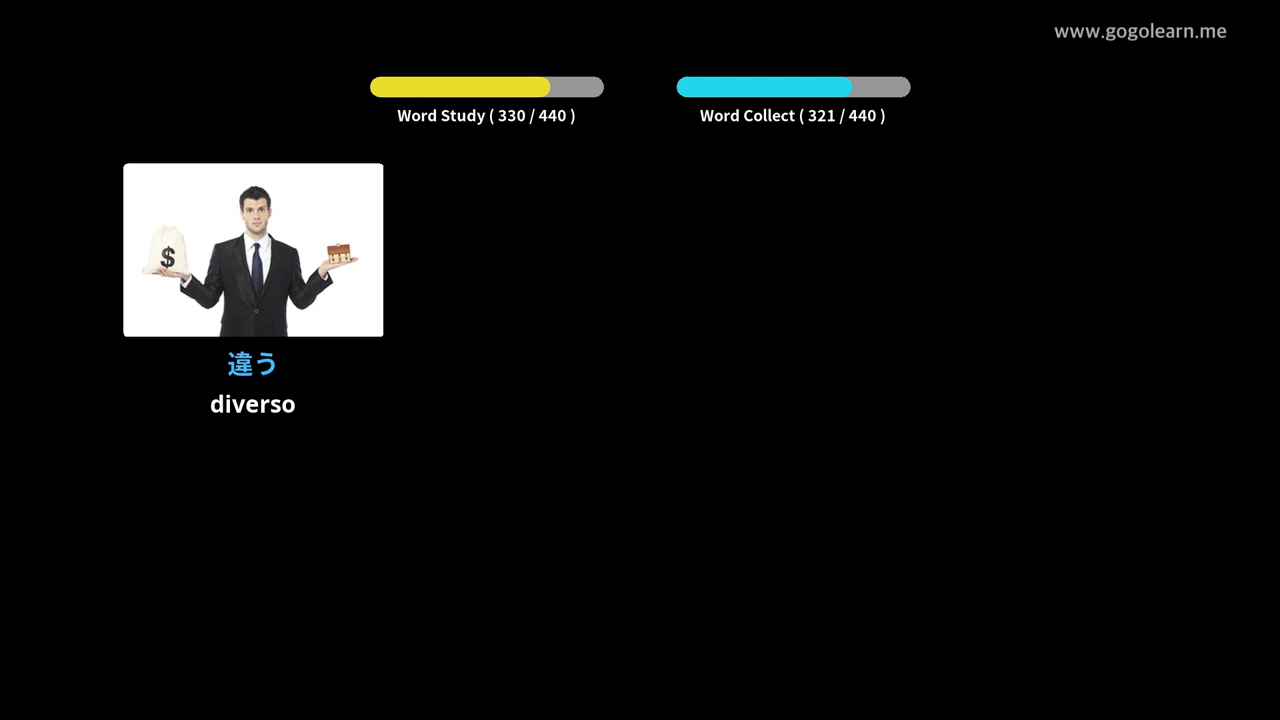 www.gogolearn.me
Word Study ( 330 / 440 )
Word Collect ( 321 / 440 )
$
違う
diverso